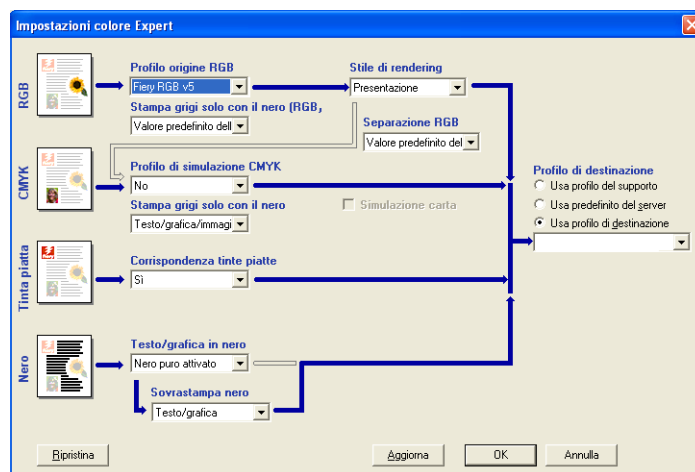 Impostazioni colore Expert
RGB
Profilo origine RGB
Fiery RGB v5
Stile di rendering
Presentazione
Stampa grigi solo con il nero (RGB,
Valore predefinito dell
Separazione RGB
Valore predefinito del
CMYK
Profilo di simulazione CMYK
No
Stampa grigi solo con il nero
Testo/grafica/immagi
Simulazione carta
Profilo di destinazione
Usa profilo del supporto
Usa predefinito del server
Usa profilo di destinazione
Tinta piatta
Corrispondenza tinte piatte
Sì
Nero
Testo/grafica in nero
Nero puro attivato
Sovrastampa nero
Testo/grafica
Ripristina
Aggiorna
OK
Annulla